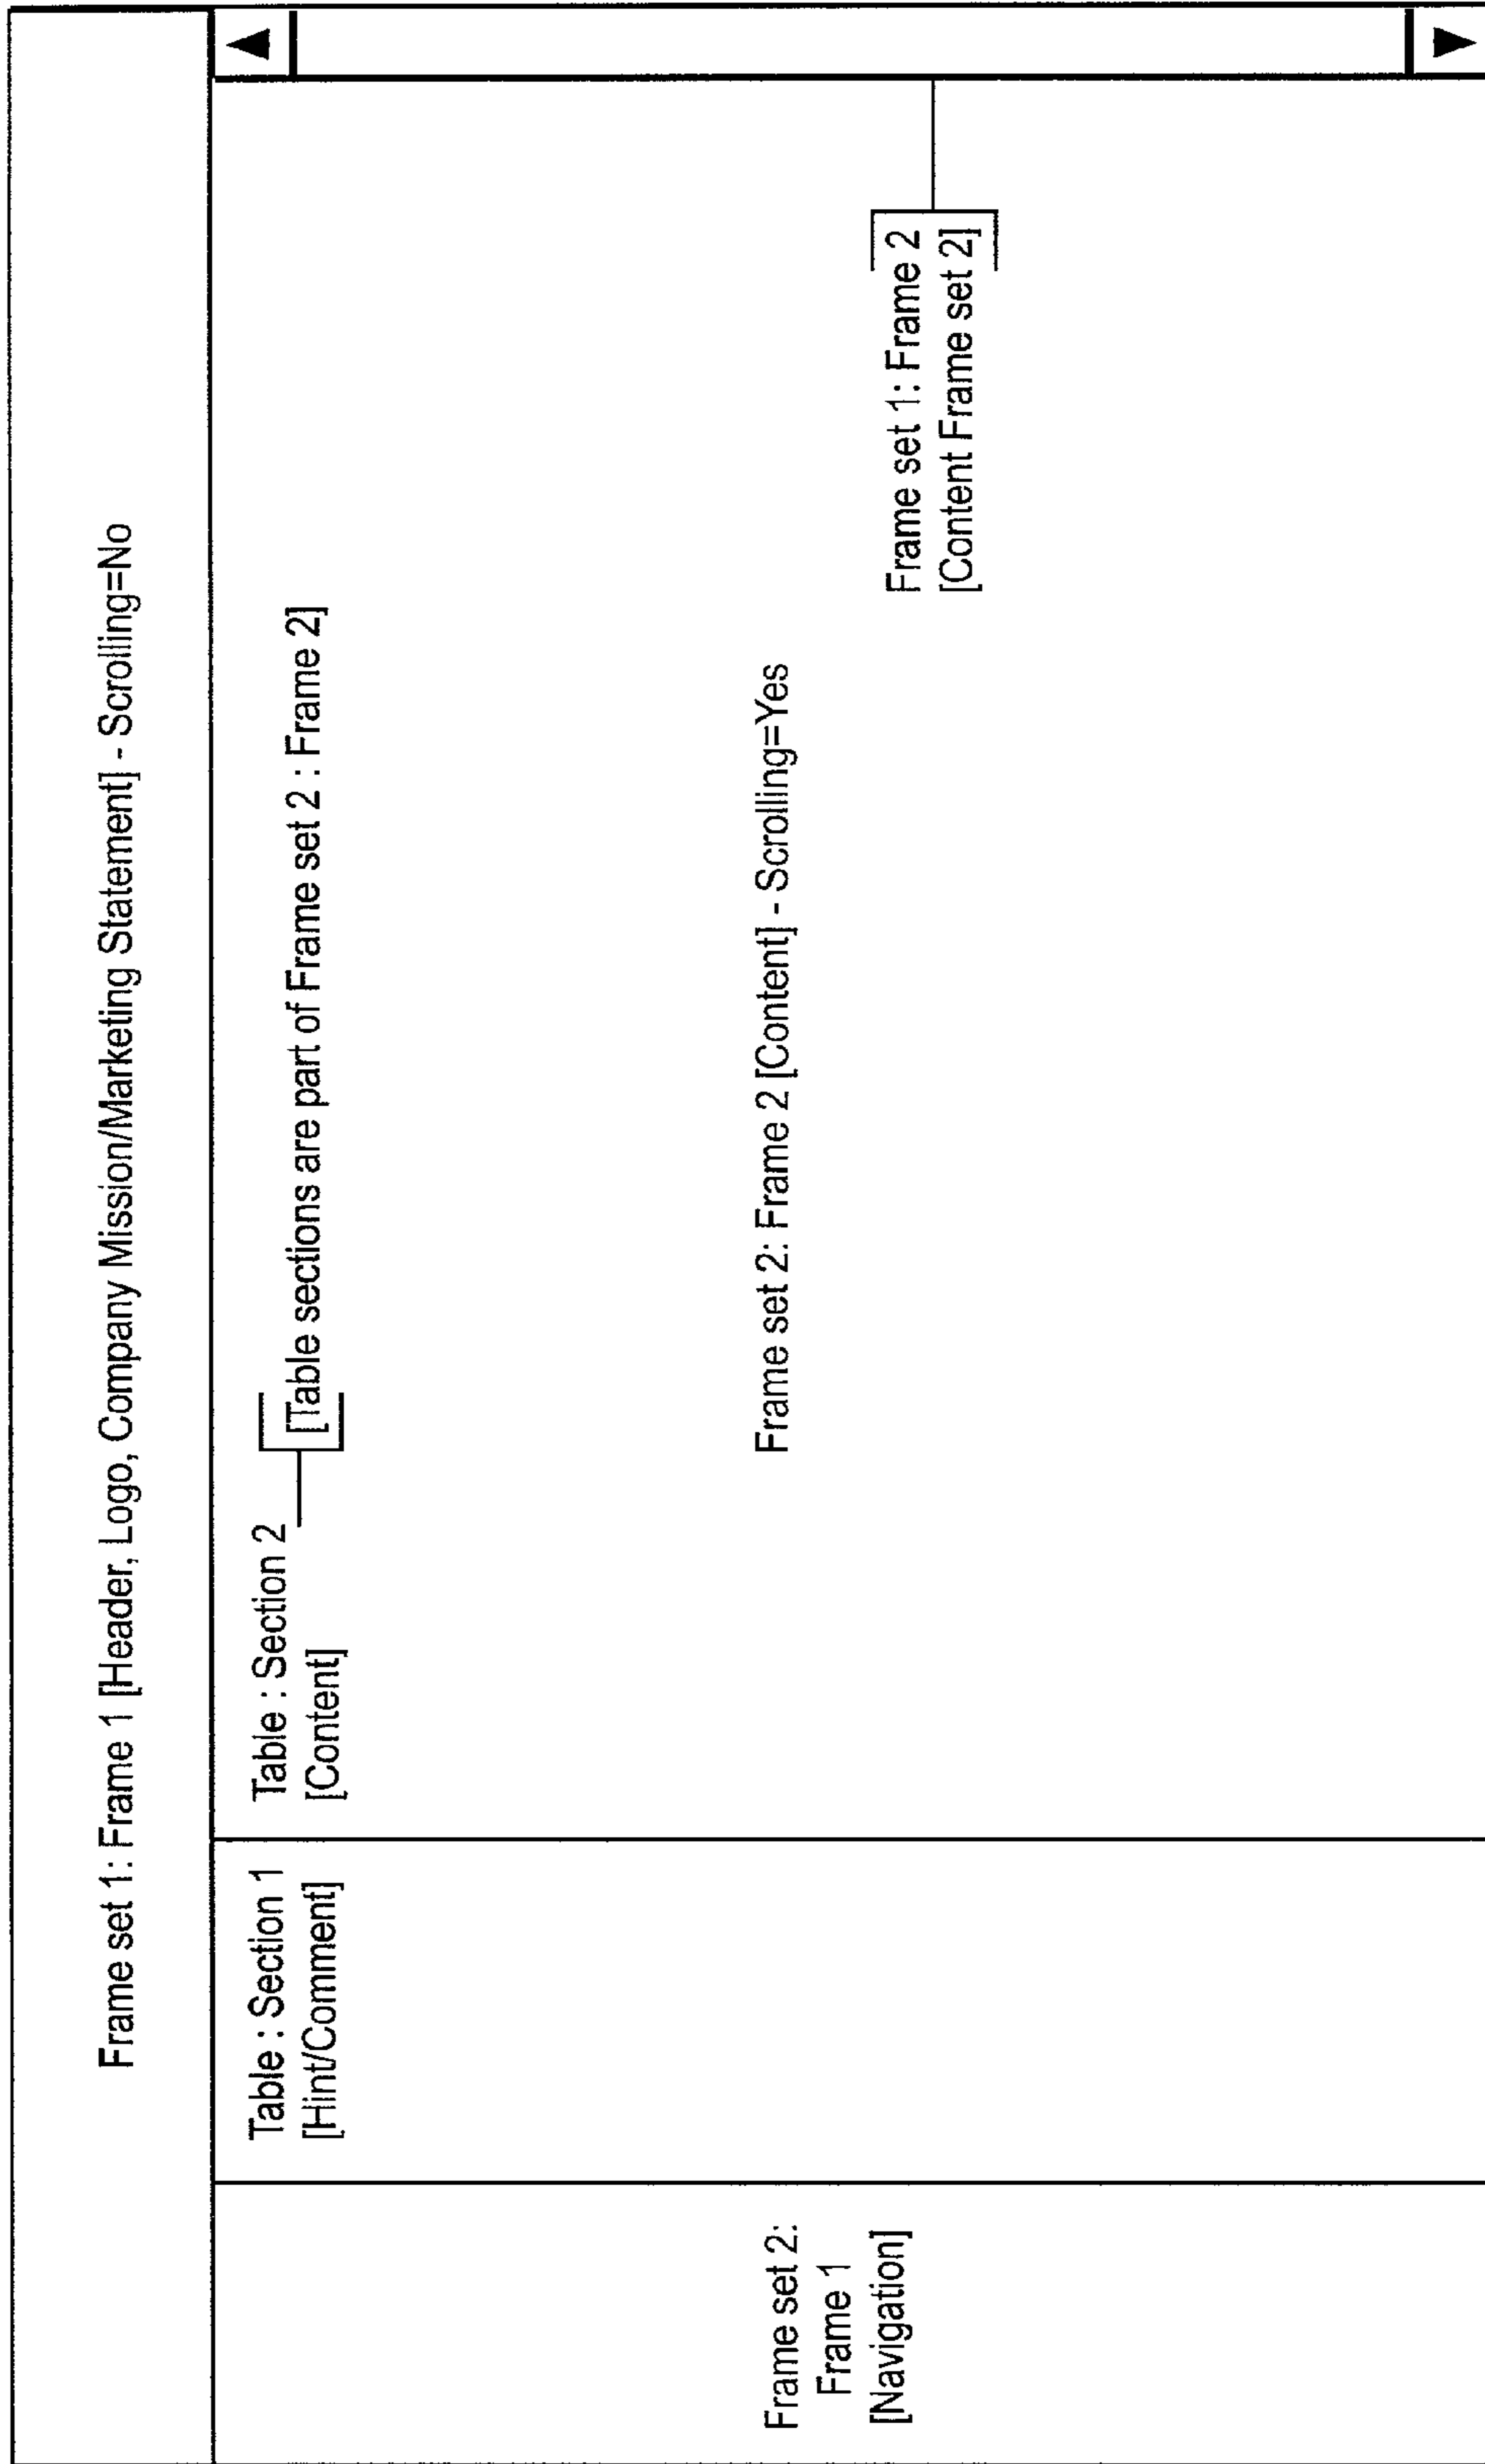 Frame set 1: Frame 1 [Header, Logo, Company Mission/Marketing Statement] - Scrolling=No
Frame set 2:
Frame 1
[Navigation]
Table : Section 1
[Hint/Comment]
Table : Section 2
[Content]
[Table sections are part of Frame set 2 : Frame 2]
Frame set 2: Frame 2 [Content] - Scrolling=Yes
Frame set 1: Frame 2
[Content Frame set 2]